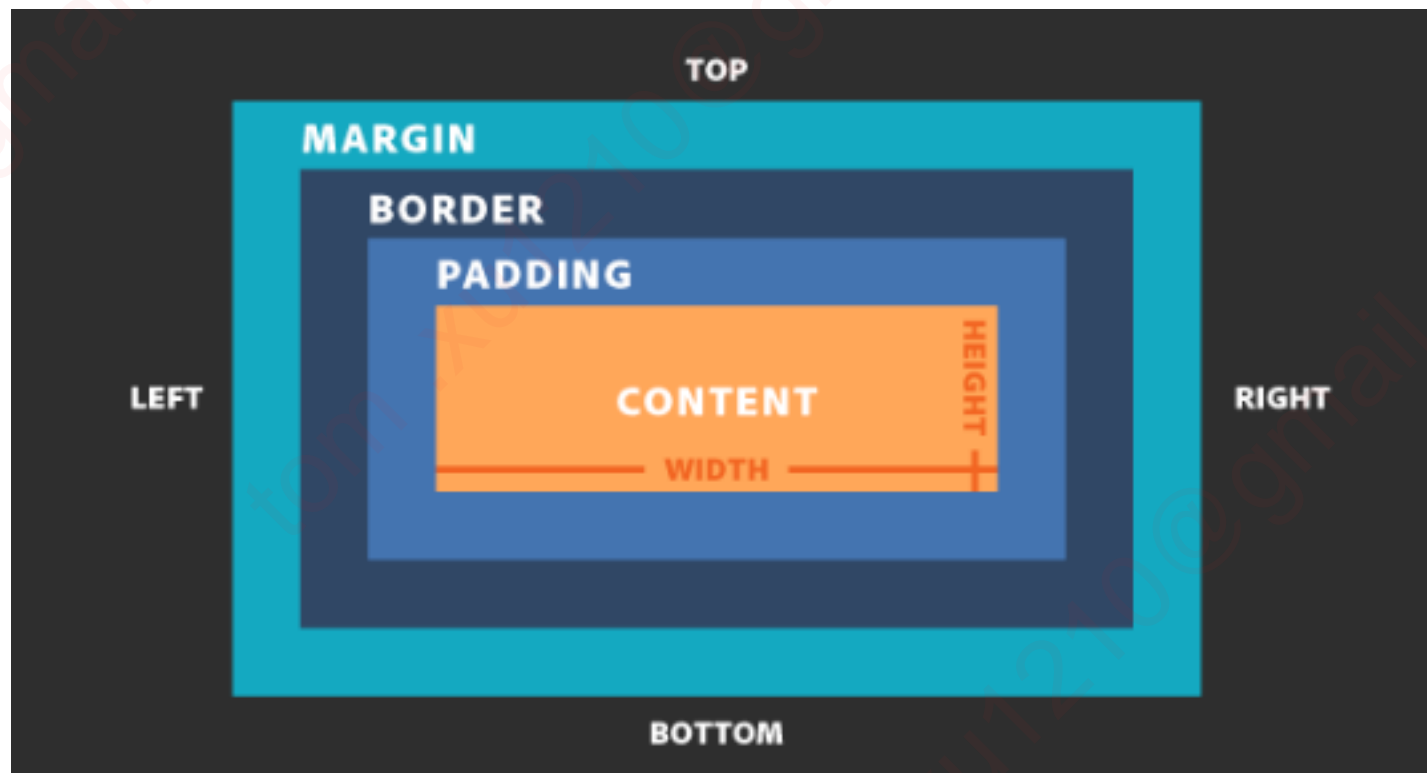 TOP
MARGIN
BORDER
PADDING
HEIGHT
CONTENT
LEFT
RIGHT
WIDTH
BOTTOM